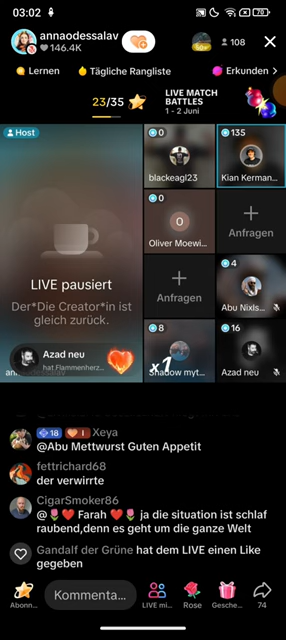 03:02
70
annaodessalav
146.4K
50+
108
Lernen
Tägliche Rangliste
Erkunden
23/35
LIVE MATCH
BATTLES
1 - 2 Juni
Host
0
blackeagl23
135
Kian Kerman...
0
O
Oliver Moewi...
Anfragen
LIVE pausiert
Der*Die Creator*in ist
gleich zurück.
Anfragen
4
Abu Nixls...
Azad neu
hat Flammenherz...
x1
8
Shadow myt...
16
Azad neu
18 I Xeya
@Abu Mettwurst Guten Appetit
fettrichard68
der verwirrte
CigarSmoker86
@🌷❤️ Farah ❤️🌷 ja die situation ist schlaf
raubend,denn es geht um die ganze Welt
Gandalf der Grüne hat dem LIVE einen Like
gegeben
Abonn...
Kommenta...
LIVE mi...
Rose
Gesche...
74